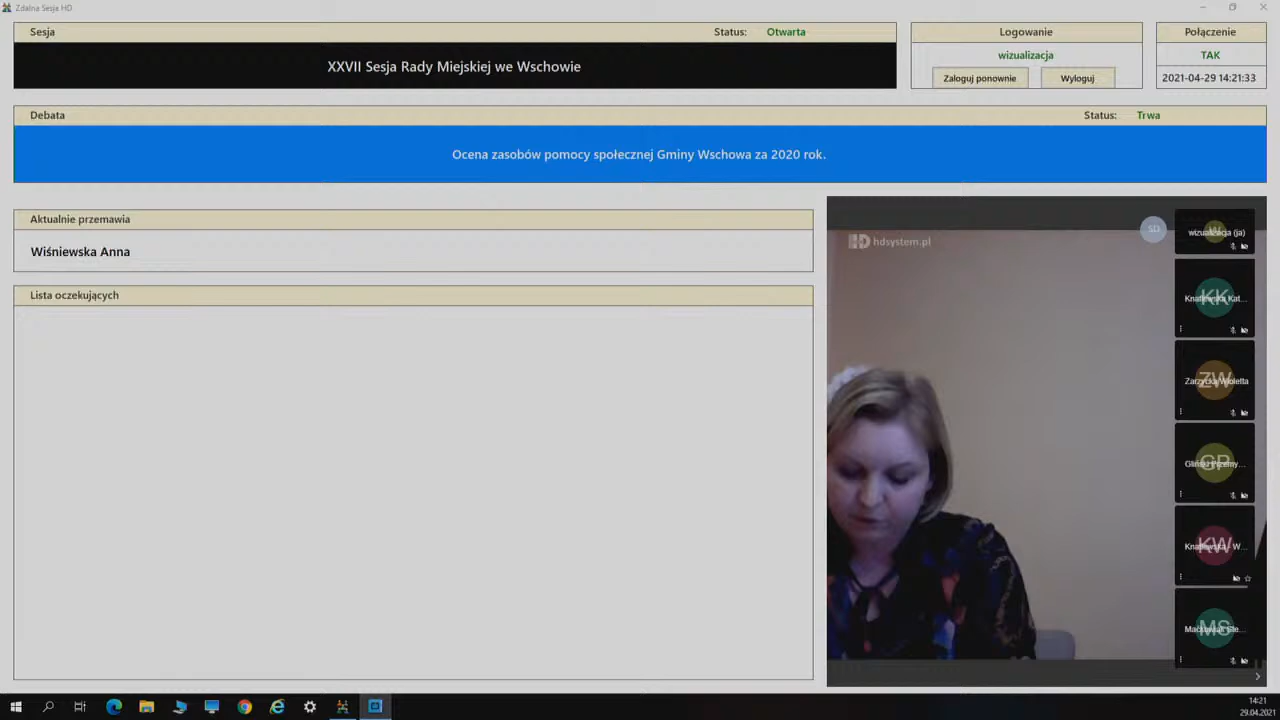 Zdalna Sesja HD
Sesja
Status: Otwarta
XXVII Sesja Rady Miejskiej we Wschowie
Logowanie
wizualizacja
Zaloguj ponownie
Wyloguj
Połączenie
TAK
2021-04-29 14:21:33
Debata
Status: Trwa
Ocena zasobów pomocy społecznej Gminy Wschowa za 2020 rok.
Aktualnie przemawia
Wiśniewska Anna
Lista oczekujących
HD hdsystem.pl
SD
wizualizacja (ja)
KK
ZW
Zarzycka Wioletta
GP
KW
MS
14:21
29.04.2021